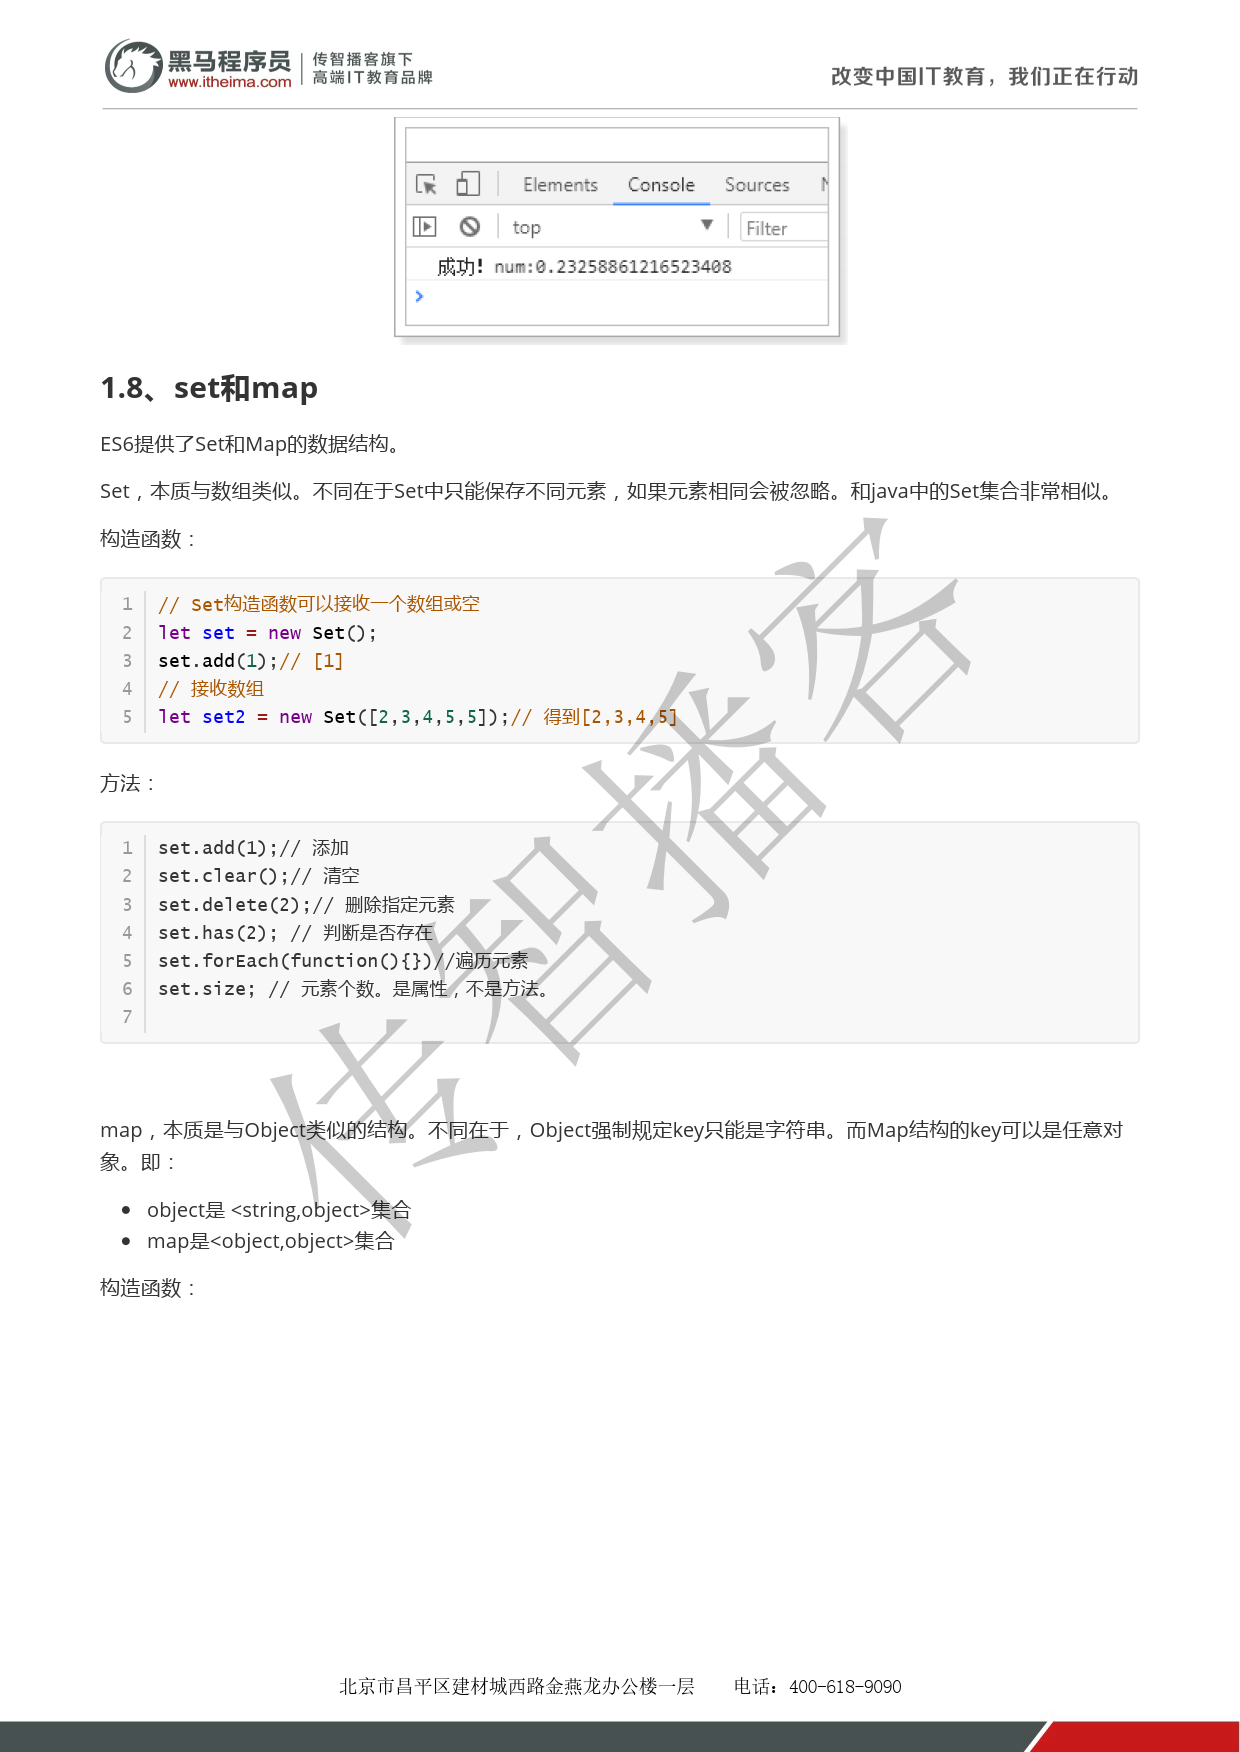 黑马程序员
www.itheima.com
传智播客旗下
高端IT教育品牌
改变中国IT教育，我们正在行动
Elements Console Sources
top Filter
成功! num:0.23258861216523408
1.8、set和map
ES6提供了Set和Map的数据结构。
Set，本质与数组类似。不同在于Set中只能保存不同元素，如果元素相同会被忽略。和java中的Set集合非常相似。
构造函数：
1 // Set构造函数可以接收一个数组或空
2 let set = new Set();
3 set.add(1);// [1]
4 // 接收数组
5 let set2 = new Set([2,3,4,5,5]);// 得到[2,3,4,5]
方法：
1 set.add(1);// 添加
2 set.clear();// 清空
3 set.delete(2);// 删除指定元素
4 set.has(2); // 判断是否存在
5 set.forEach(function(){})//遍历元素
6 set.size; // 元素个数。是属性，不是方法。
7
map，本质是与Object类似的结构。不同在于，Object强制规定key只能是字符串。而Map结构的key可以是任意对
象。即：
object是 <string,object>集合
map是<object,object>集合
构造函数：
传智播客
北京市昌平区建材城西路金燕龙办公楼一层 电话：400-618-9090